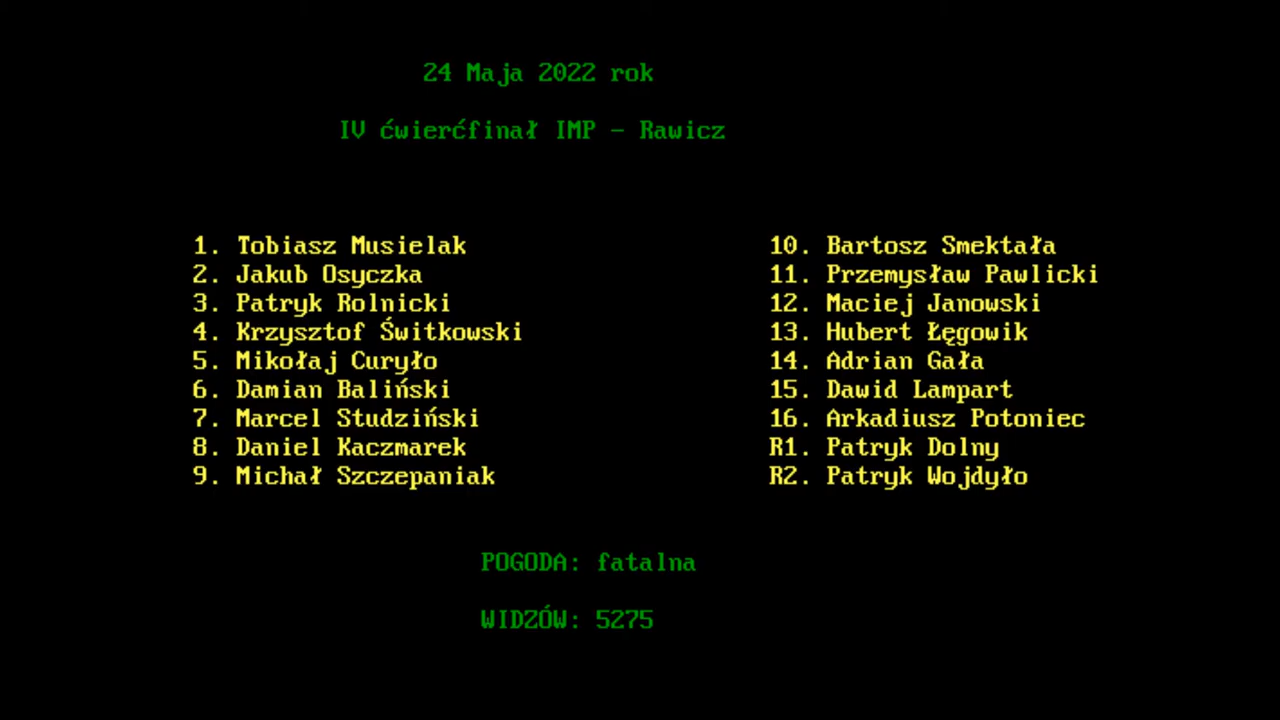 24 Maja 2022 rok
IV ćwierćfinał IMP - Rawicz
1. Tobiasz Musielak
2. Jakub Osyczka
3. Patryk Rolnicki
4. Krzysztof Świtkowski
5. Mikołaj Curyło
6. Damian Baliński
7. Marcel Studziński
8. Daniel Kaczmarek
9. Michał Szczepaniak
10. Bartosz Smektała
11. Przemysław Pawlicki
12. Maciej Janowski
13. Hubert Łęgowik
14. Adrian Gała
15. Dawid Lampart
16. Arkadiusz Potoniec
R1. Patryk Dolny
R2. Patryk Wojdyło
POGODA: fatalna
WIDZÓW: 5275